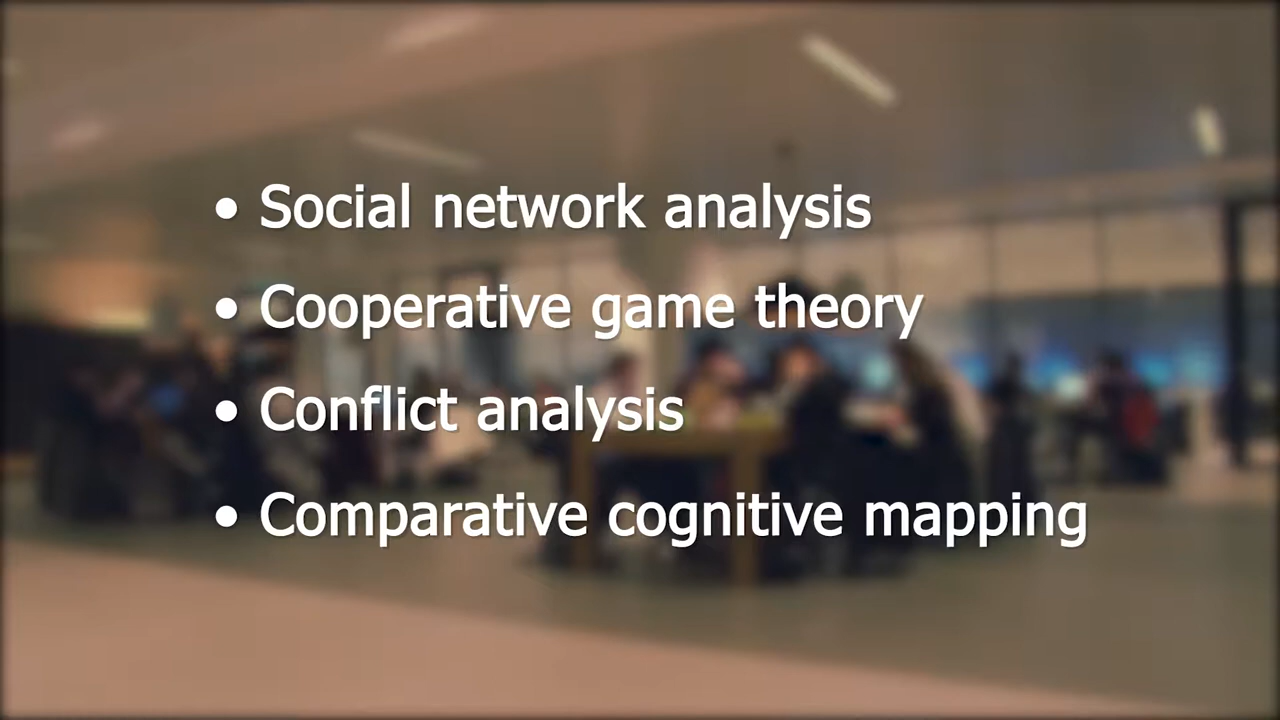 • Social network analysis
• Cooperative game theory
• Conflict analysis
• Comparative cognitive mapping